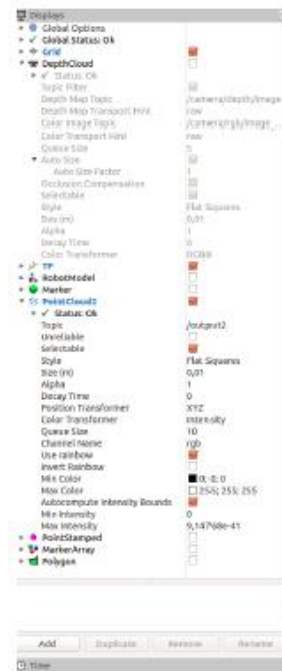 Displays
Global Options
Global Status: Ok
Grid
DepthCloud
Status: Ok
Topic Filter
Depth Map Topic /camera/depth/image
Depth Map Transport Hint raw
Color Image Topic /camera/rgb/image_...
Color Transport Hint raw
Queue Size 5
Auto Size
Auto Size Factor 1
Occlusion Compensation
Selectable
Style Flat Squares
Size (m) 0,01
Alpha 1
Decay Time 0
Color Transformer RGB8
TF
RobotModel
Marker
PointCloud2
Status: Ok
Topic /output2
Unreliable
Selectable
Style Flat Squares
Size (m) 0,01
Alpha 1
Decay Time 0
Position Transformer XYZ
Color Transformer Intensity
Queue Size 10
Channel Name rgb
Use rainbow
Invert Rainbow
Min Color 0; 0; 0
Max Color 255; 255; 255
Autocompute Intensity Bounds
Min Intensity 0
Max Intensity 9,14768e-41
PointStamped
MarkerArray
Polygon
Add Duplicate Remove Rename
Time